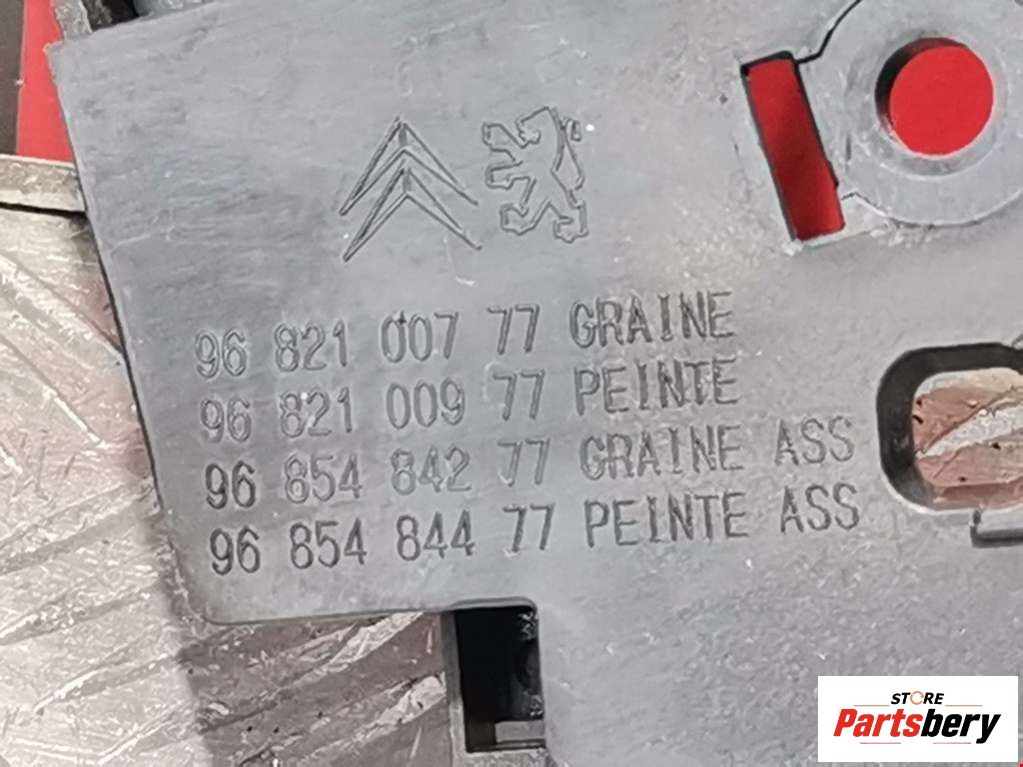 96 821 007 77 GRAINE
96 821 009 77 PEINTE
96 854 842 77 GRAINE ASS
96 854 844 77 PEINTE ASS
STORE
Partsbery